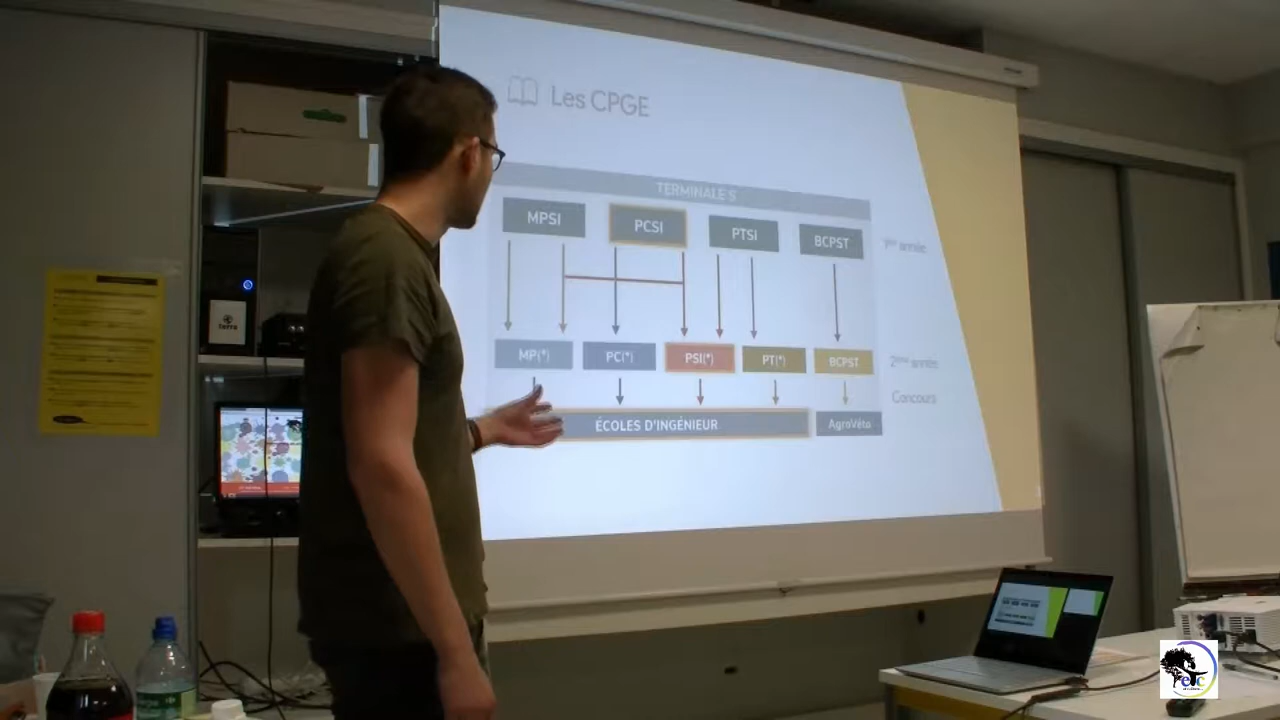 Les CPGE
TERMINALE S
MPSI
PCSI
PTSI
BCPST
1ère année
MP(*)
PC(*)
PSI(*)
PT(*)
BCPST
2ème année
Concours
ÉCOLES D'INGÉNIEUR
AgroVéto
terra